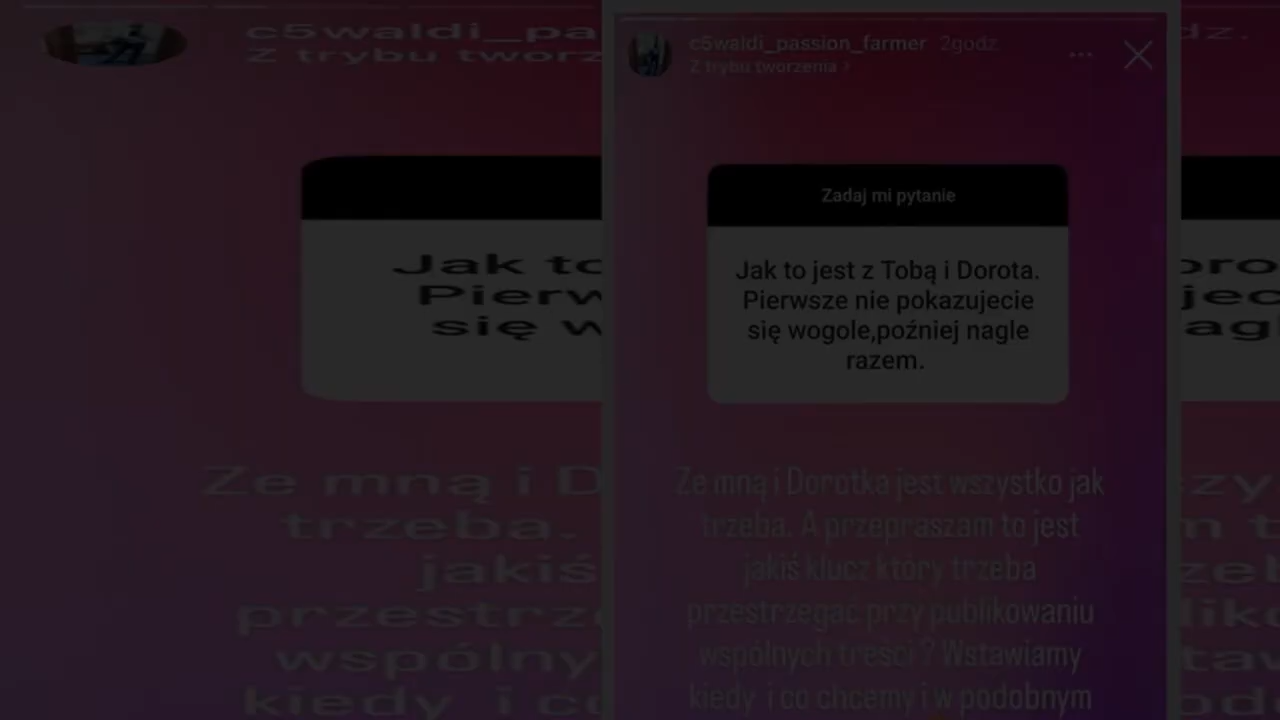 c5waldi_passion_farmer 2godz.
Z trybu tworzenia
Zadaj mi pytanie
Jak to jest z Tobą i Dorota.
Pierwsze nie pokazujecie
się wogole,poźniej nagle
razem.
Ze mną i Dorotka jest wszystko jak
trzeba. A przepraszam to jest
jakiś klucz który trzeba
przestrzegać przy publikowaniu
wspólnych treści ? Wstawiamy
kiedy i co chcemy i w podobnym